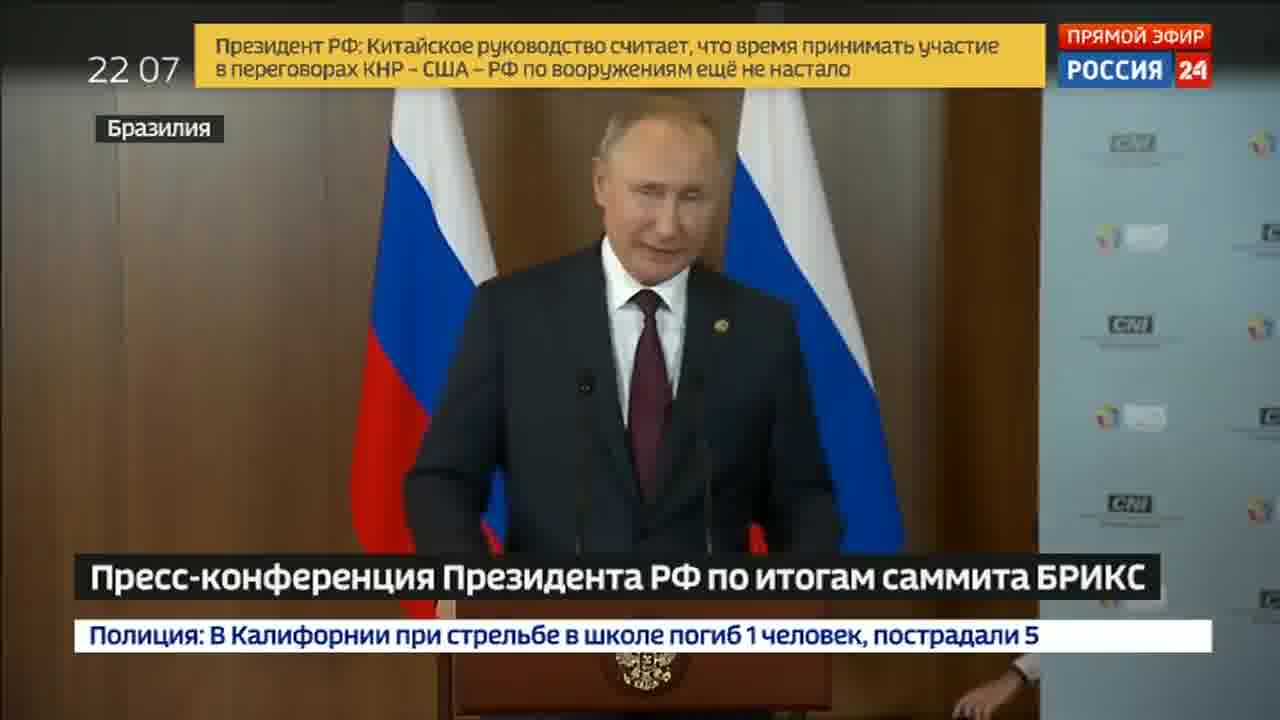 22 07
Президент РФ: Китайское руководство считает, что время принимать участие
в переговорах КНР – США – РФ по вооружениям ещё не настало
ПРЯМОЙ ЭФИР
РОССИЯ 24
Бразилия
CNI
CNI
CNI
Пресс-конференция Президента РФ по итогам саммита БРИКС
Полиция: В Калифорнии при стрельбе в школе погиб 1 человек, пострадали 5